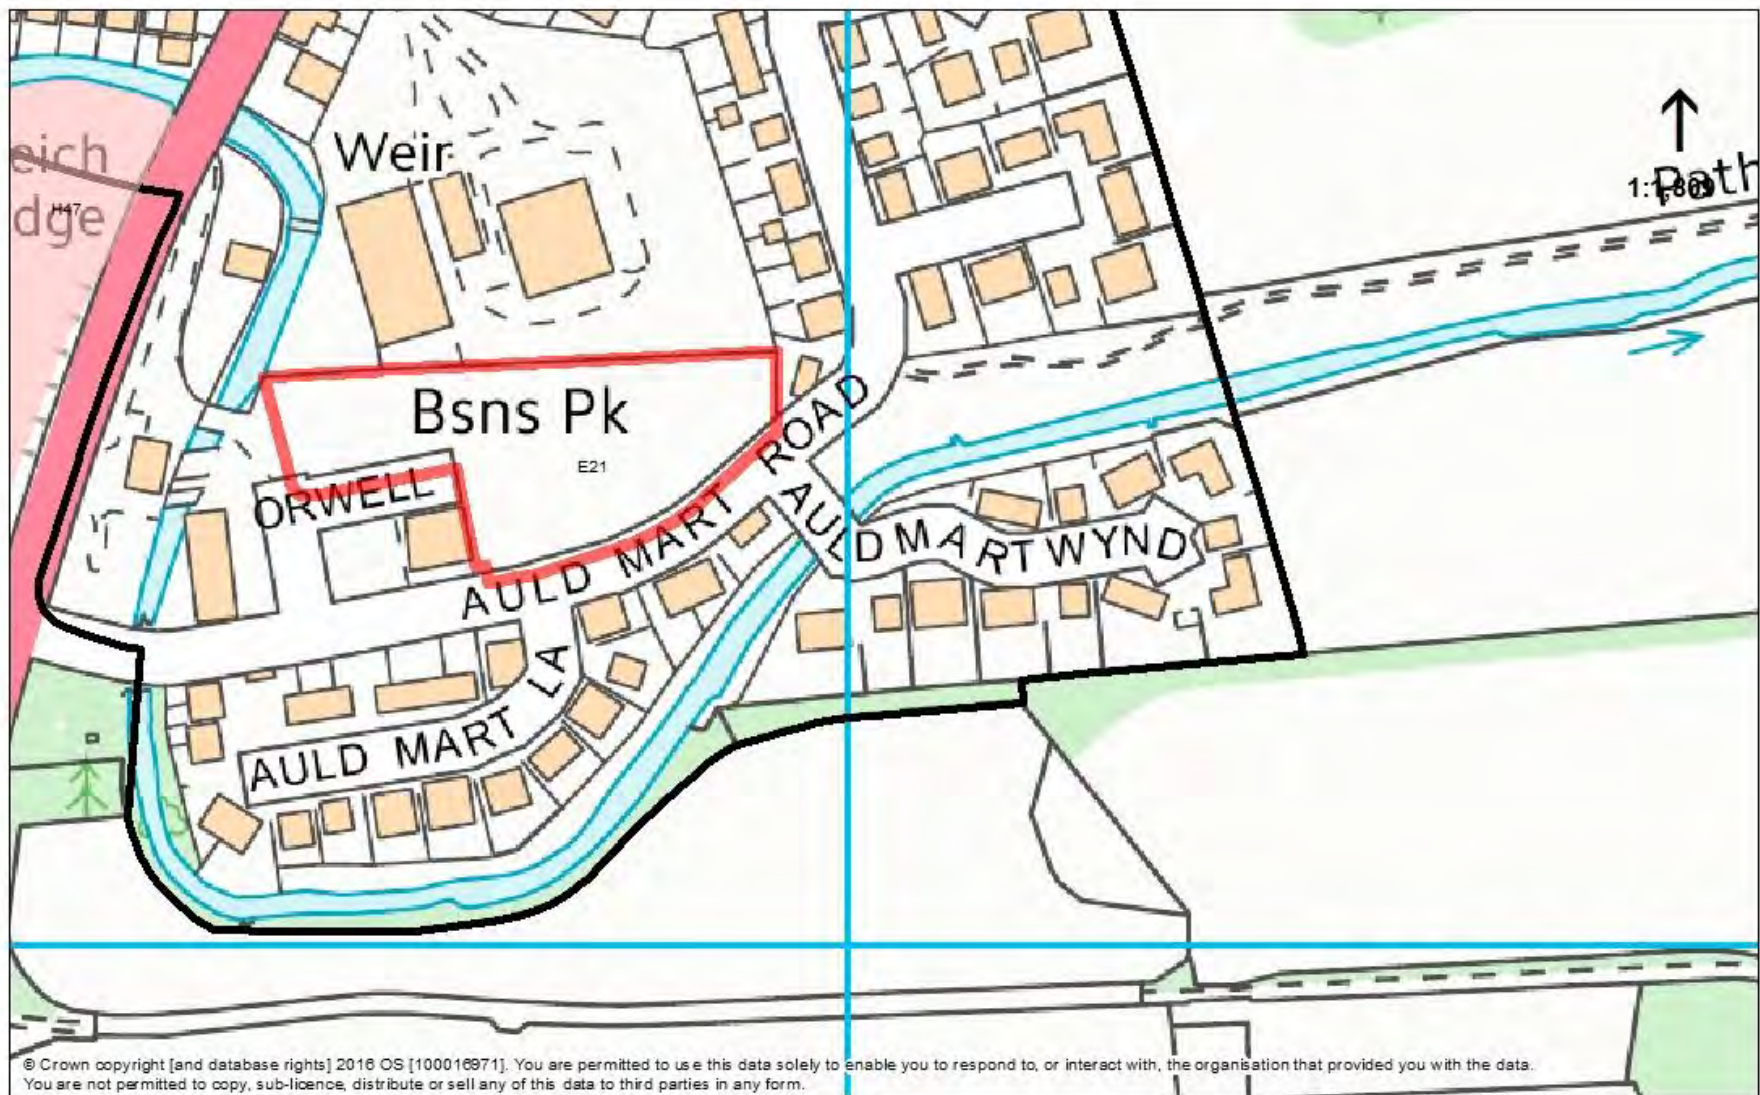 eich
dge
H47
Weir
Path
Bsns Pk
E21
ORWELL
AULD MART ROAD
AULD MART WYND
AULD MART LA
© Crown copyright [and database rights] 2016 OS [100016971]. You are permitted to use this data solely to enable you to respond to, or interact with, the organisation that provided you with the data.
You are not permitted to copy, sub-licence, distribute or sell any of this data to third parties in any form.